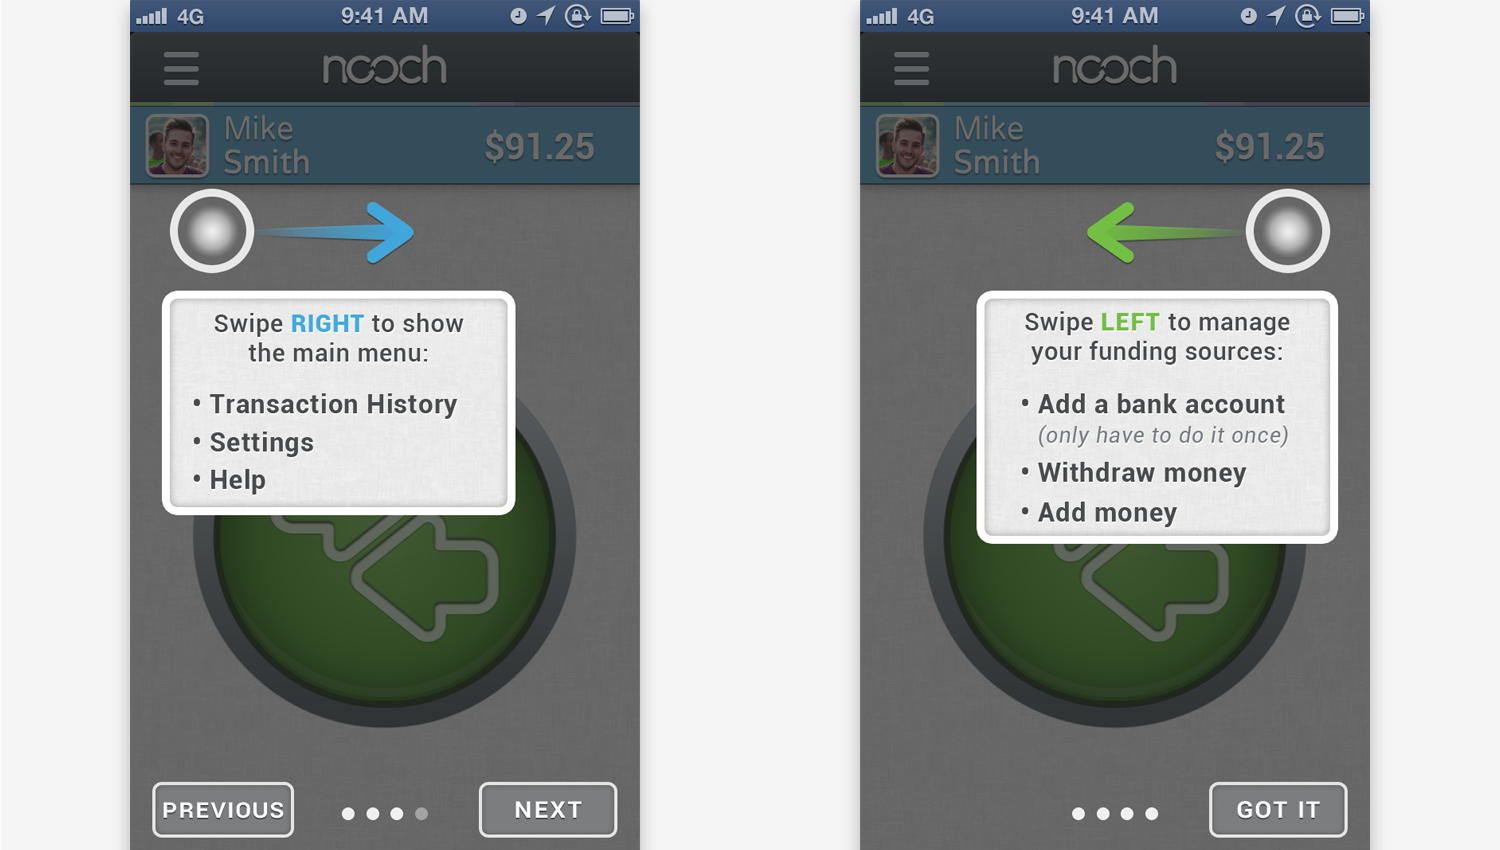 4G 9:41 AM
nooch
Mike
Smith
$91.25
Swipe RIGHT to show
the main menu:
• Transaction History
• Settings
• Help
PREVIOUS
NEXT
4G 9:41 AM
nooch
Mike
Smith
$91.25
Swipe LEFT to manage
your funding sources:
• Add a bank account
(only have to do it once)
• Withdraw money
• Add money
GOT IT